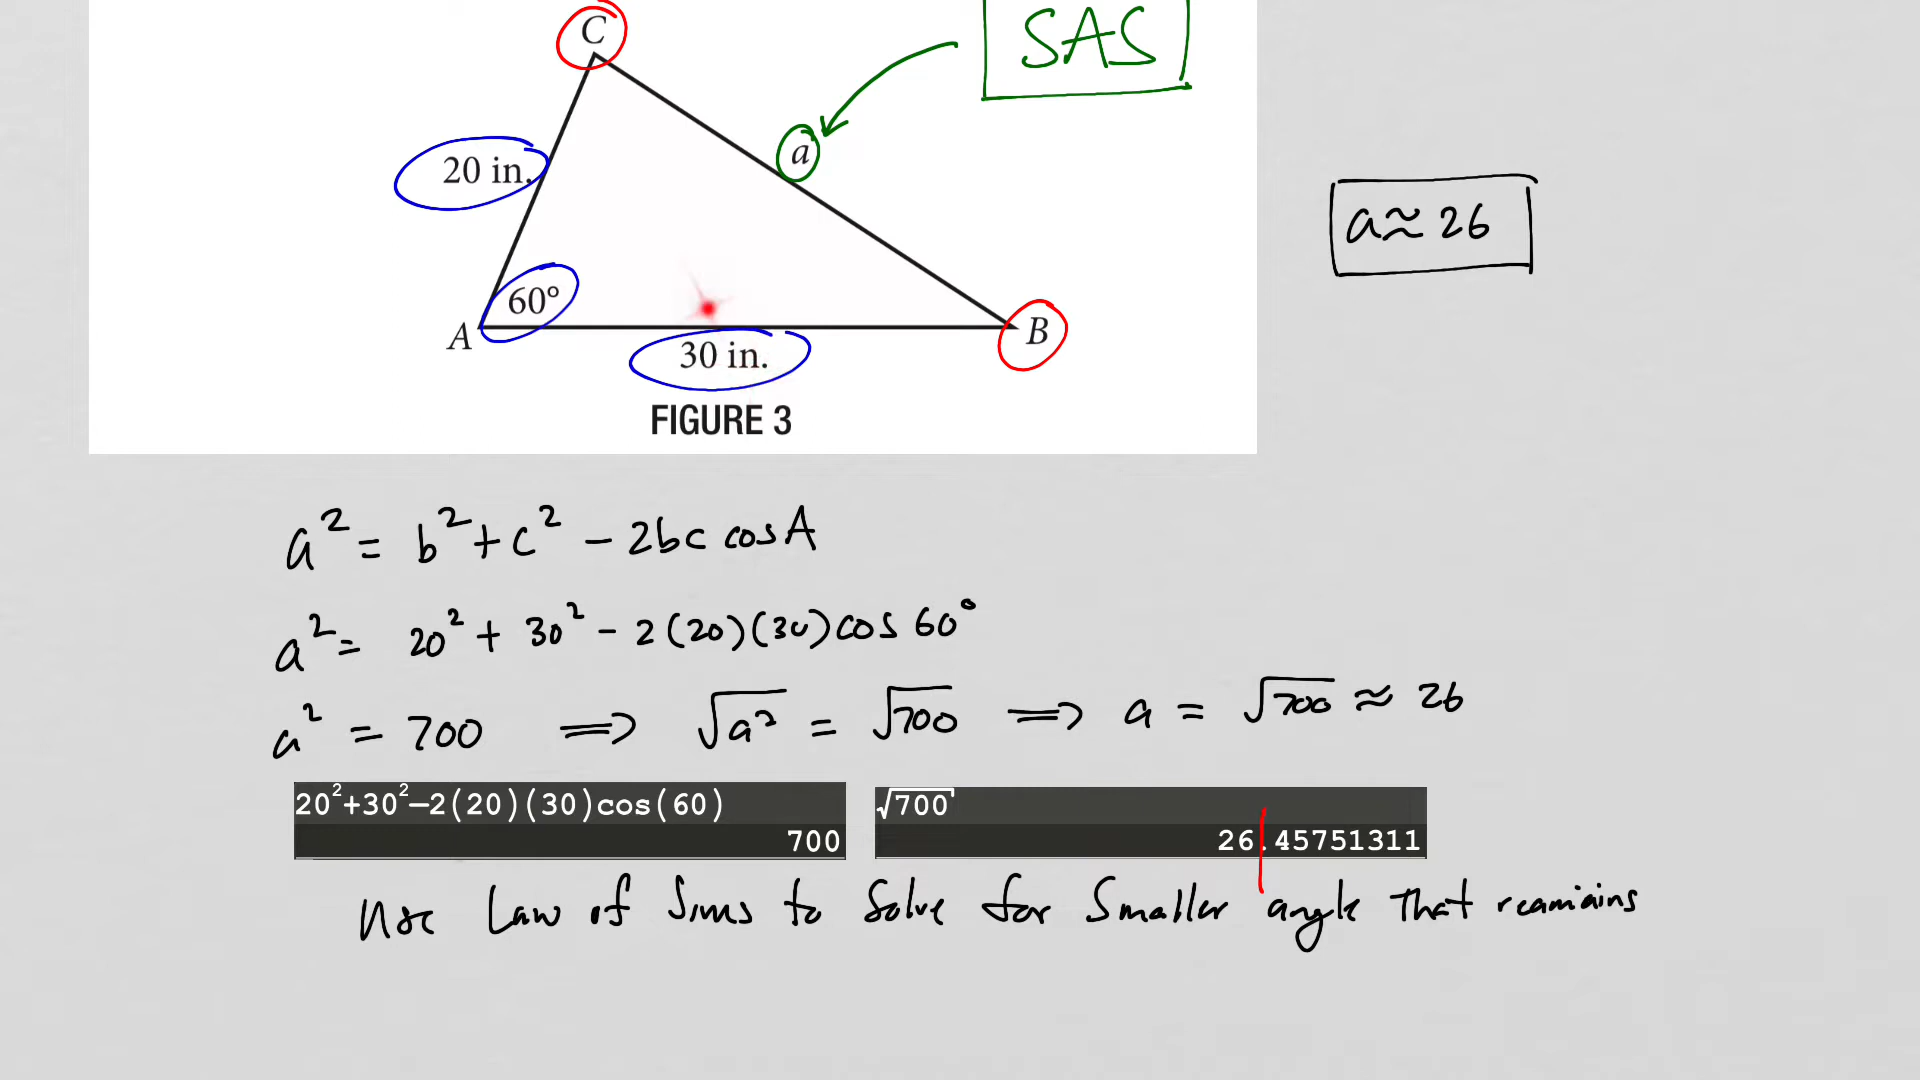 C
SAS
20 in.
a
a ≈ 26
60°
A
B
30 in.
FIGURE 3
a² = b² + c² − 2bc cos A
a² = 20² + 30² − 2(20)(30) cos 60°
a² = 700 ⟹ √a² = √700 ⟹ a = √700 ≈ 26
20²+30²−2(20)(30)cos(60)
700
√700
26.45751311
Use Law of Sines to Solve for Smaller angle that reamiains